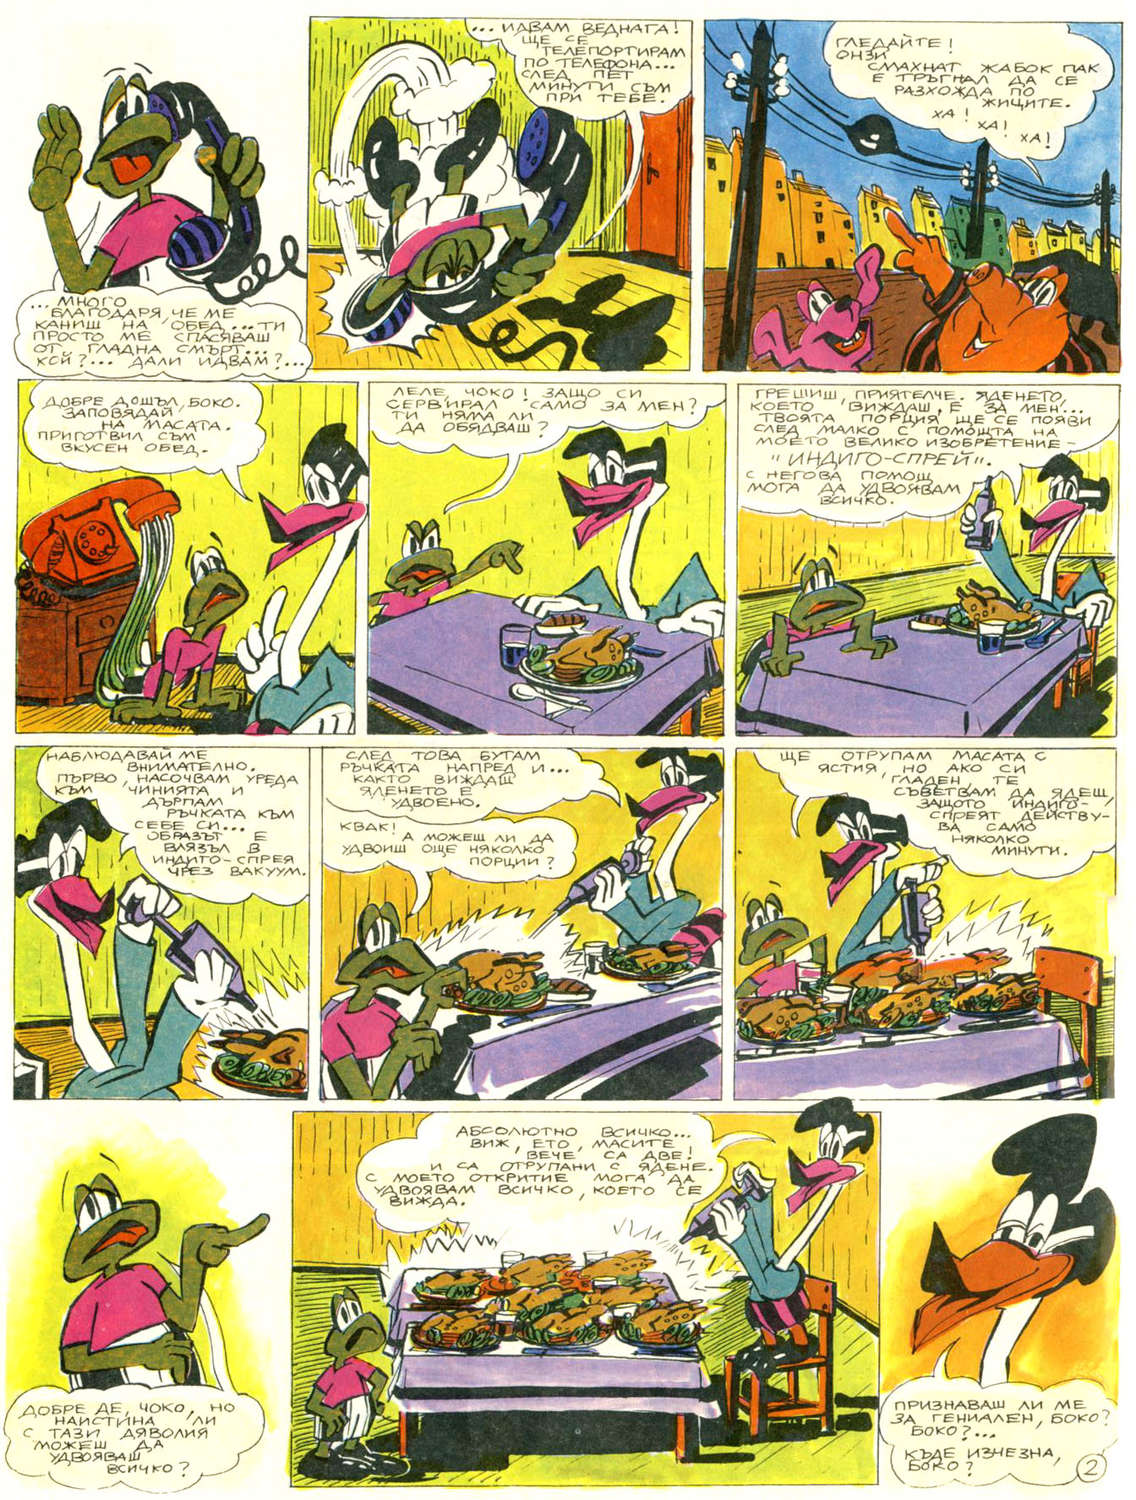 ...МНОГО
БЛАГОДАРЯ, ЧЕ МЕ
КАНИШ НА ОБЕД... ТИ
ПРОСТО МЕ СПАСЯВАШ
ОТ ГЛАДНА СМЪРТ...
КОЙ?... ДАЛИ ИДВАМ?...
...ИДВАМ ВЕДНАГА!
ЩЕ СЕ
ТЕЛЕПОРТИРАМ
ПО ТЕЛЕФОНА...
СЛЕД ПЕТ
МИНУТИ СЪМ
ПРИ ТЕБЕ.
ГЛЕДАЙТЕ!
ОНЗИ
СМАХНАТ ЖАБОК ПАК
Е ТРЪГНАЛ ДА СЕ
РАЗХОЖДА ПО
ЖИЦИТЕ.
ХА! ХА! ХА!
ДОБРЕ ДОШЪЛ, БОКО.
ЗАПОВЯДАЙ
НА МАСАТА.
ПРИГОТВИЛ СЪМ
ВКУСЕН ОБЕД.
ЛЕЛЕ, ЧОКО! ЗАЩО СИ
СЕРВИРАЛ САМО ЗА МЕН?
ТИ НЯМА ЛИ
ДА ОБЯДВАШ?
ГРЕШИШ, ПРИЯТЕЛЧЕ. ЯДЕНЕТО,
КОЕТО ВИЖДАШ, Е ЗА МЕН...
ТВОЯТА ПОРЦИЯ ЩЕ СЕ ПОЯВИ
СЛЕД МАЛКО С ПОМОЩТА НА
МОЕТО ВЕЛИКО ИЗОБРЕТЕНИЕ -
"ИНДИГО-СПРЕЙ".
С НЕГОВА ПОМОЩ
МОГА ДА УДВОЯВАМ
ВСИЧКО.
НАБЛЮДАВАЙ МЕ
ВНИМАТЕЛНО.
ПЪРВО, НАСОЧВАМ УРЕДА
КЪМ ЧИНИЯТА И
ДЪРПАМ
РЪЧКАТА КЪМ
СЕБЕ СИ...
ОБРАЗЪТ Е
ВЛЯЗЪЛ В
ИНДИГО-СПРЕЯ
ЧРЕЗ ВАКУУМ.
СЛЕД ТОВА БУТАМ
РЪЧКАТА НАПРЕД И...
КАКТО ВИЖДАШ
ЯДЕНЕТО Е
УДВОЕНО.
КВАК!
А МОЖЕШ ЛИ ДА
УДВОИШ ОЩЕ НЯКОЛКО
ПОРЦИИ?
ЩЕ ОТРУПАМ МАСАТА С
ЯСТИЯ, НО АКО СИ
ГЛАДЕН, ТЕ
СЪВЕТВАМ ДА ЯДЕШ,
ЗАЩОТО ИНДИГО-
СПРЕЯТ ДЕЙСТВУ-
ВА САМО
НЯКОЛКО
МИНУТИ.
ДОБРЕ ДЕ, ЧОКО, НО
НАИСТИНА ЛИ
С ТАЗИ ДЯВОЛИЯ
МОЖЕШ ДА
УДВОЯВАШ
ВСИЧКО?
АБСОЛЮТНО ВСИЧКО...
ВИЖ, ЕТО, МАСИТЕ
ВЕЧЕ СА ДВЕ!
И СА ОТРУПАНИ С ЯДЕНЕ.
С МОЕТО ОТКРИТИЕ МОГА ДА
УДВОЯВАМ ВСИЧКО, КОЕТО СЕ
ВИЖДА.
ПРИЗНАВАШ ЛИ МЕ
ЗА ГЕНИАЛЕН, БОКО?
БОКО?...
КЪДЕ ИЗЧЕЗНА,
БОКО?
2